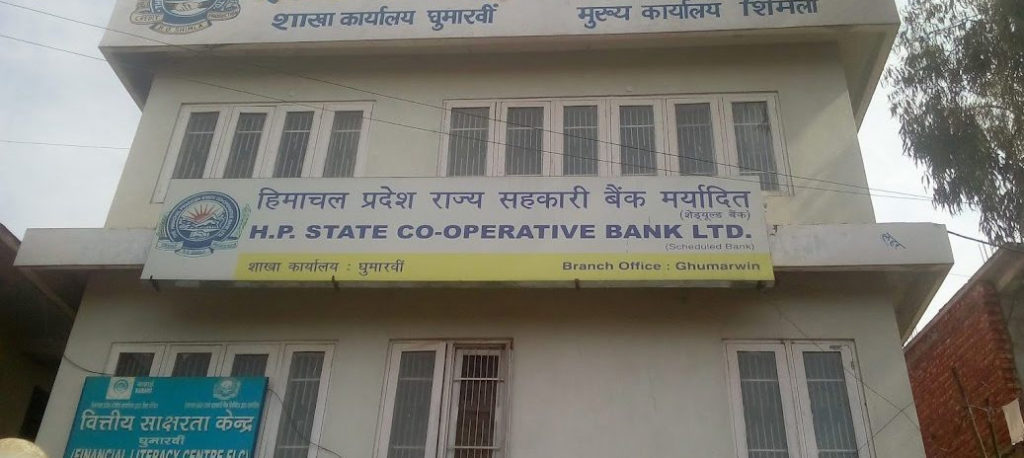 शाखा कार्यालय घुमारवीं मुख्य कार्यालय शिमला
हिमाचल प्रदेश राज्य सहकारी बैंक मर्यादित
(शेड्यूल्ड बैंक)
H.P. STATE CO-OPERATIVE BANK LTD.
(Scheduled Bank)
शाखा कार्यालय : घुमारवीं Branch Office : Ghumarwin
नाबार्ड
NABARD
वित्तीय साक्षरता केन्द्र
घुमारवीं
(FINANCIAL LITERACY CENTRE FLC)